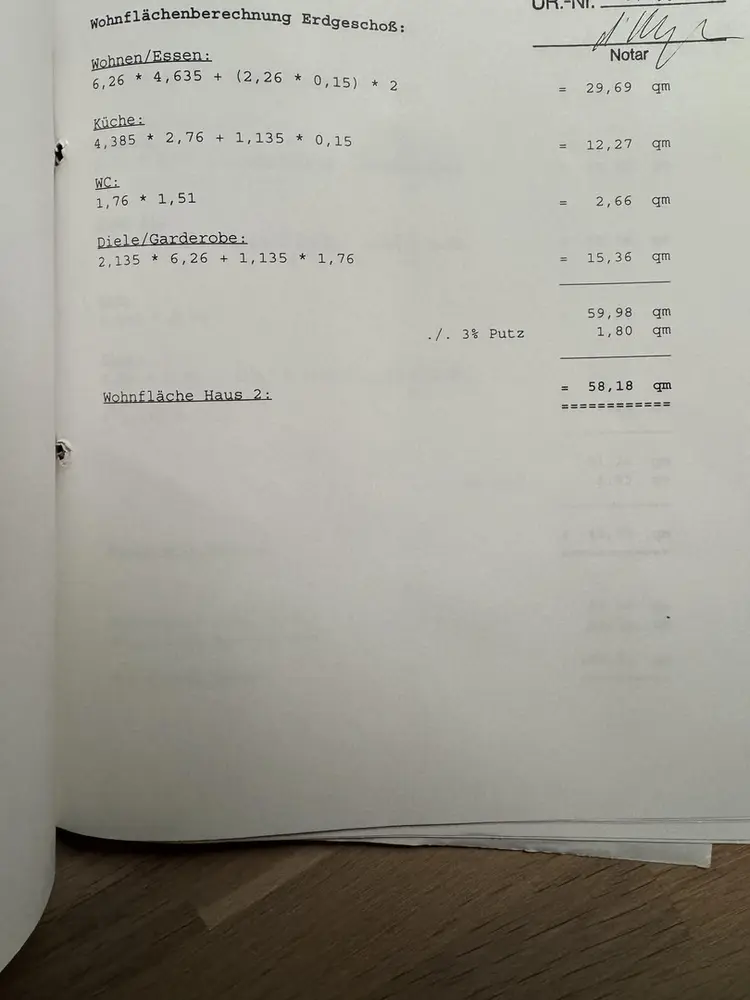 UR.-Nr.
Notar
Wohnflächenberechnung Erdgeschoß:
Wohnen/Essen:
6,26 * 4,635 + (2,26 * 0,15) * 2 = 29,69 qm
Küche:
4,385 * 2,76 + 1,135 * 0,15 = 12,27 qm
WC:
1,76 * 1,51 = 2,66 qm
Diele/Garderobe:
2,135 * 6,26 + 1,135 * 1,76 = 15,36 qm
59,98 qm
./. 3% Putz 1,80 qm
Wohnfläche Haus 2: = 58,18 qm
============